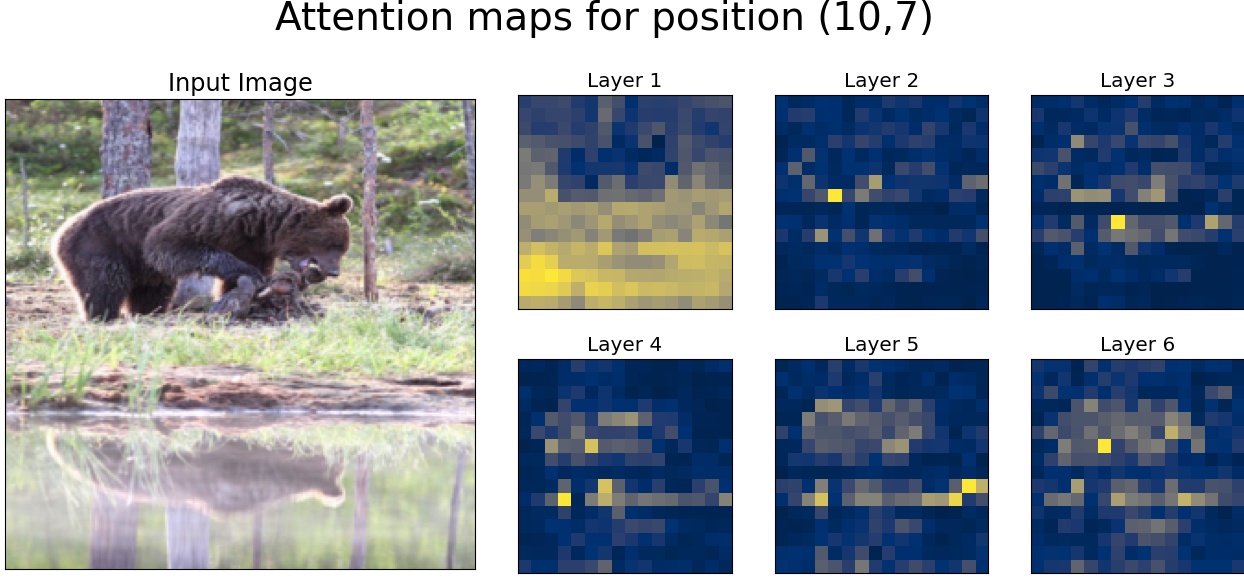 Attention maps for position (10,7)
Input Image
Layer 1
Layer 2
Layer 3
Layer 4
Layer 5
Layer 6